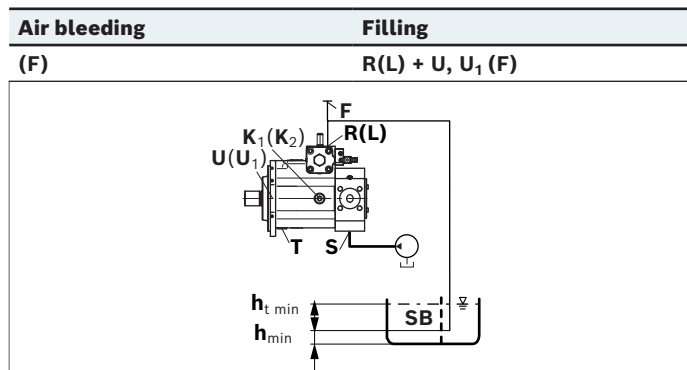 Air bleeding Filling
(F) R(L) + U, U₁ (F)
F
K₁(K₂) R(L)
U(U₁)
T S
hₜ ₘᵢₙ
SB
hₘᵢₙ